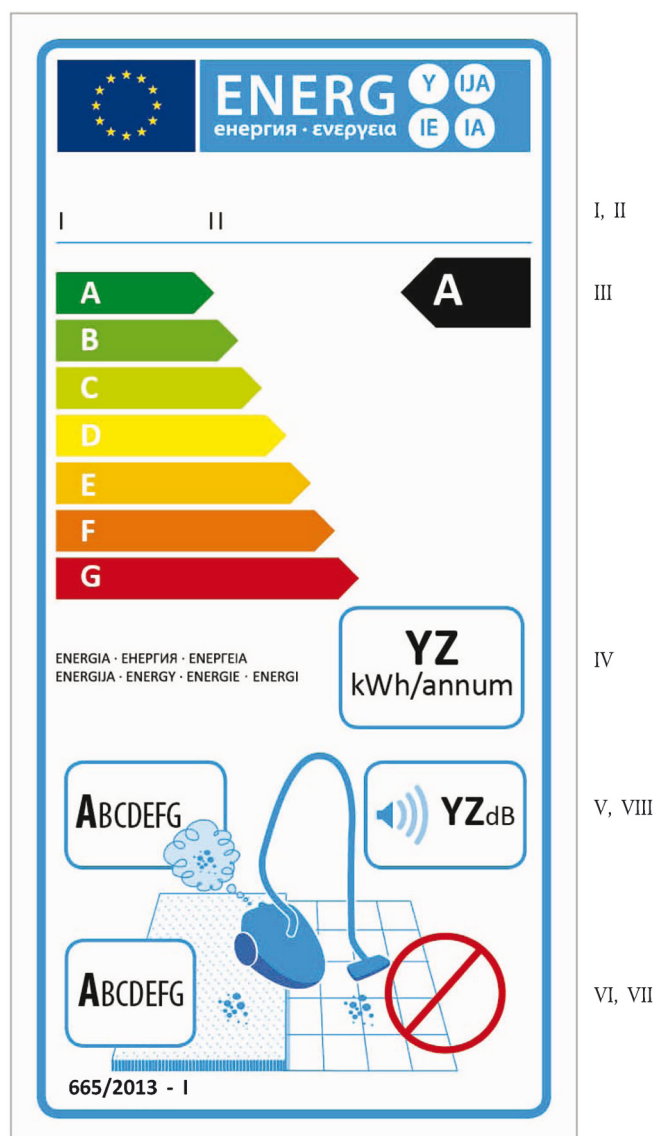 ENERG Y IJA
енергия · ενεργεια IE IA
I II I, II
A A III
B
C
D
E
F
G
YZ
kWh/annum IV
ENERGIA · ЕНЕРГИЯ · ΕΝΕΡΓΕΙΑ
ENERGIJA · ENERGY · ENERGIE · ENERGI
ABCDEFG YZdB V, VIII
ABCDEFG VI, VII
665/2013 - I